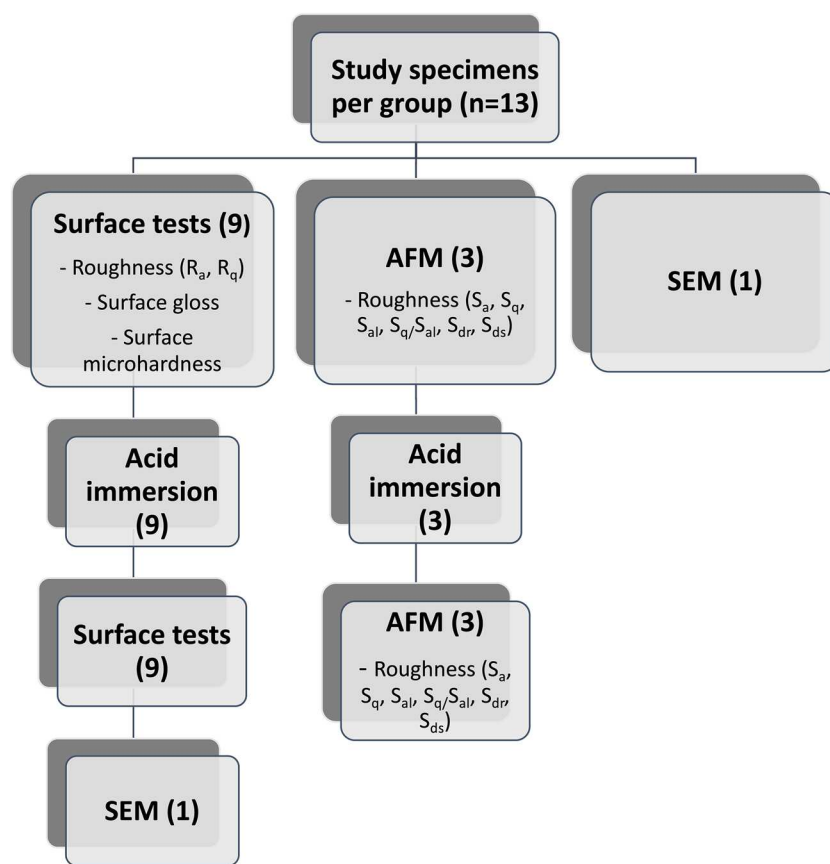 Study specimens
per group (n=13)
Surface tests (9)
- Roughness (Ra, Rq)
- Surface gloss
- Surface
microhardness
AFM (3)
- Roughness (Sa, Sq,
Sal, Sq/Sal, Sdr, Sds)
SEM (1)
Acid
immersion
(9)
Acid
immersion
(3)
Surface tests
(9)
AFM (3)
- Roughness (Sa,
Sq, Sal, Sq/Sal, Sdr,
Sds)
SEM (1)